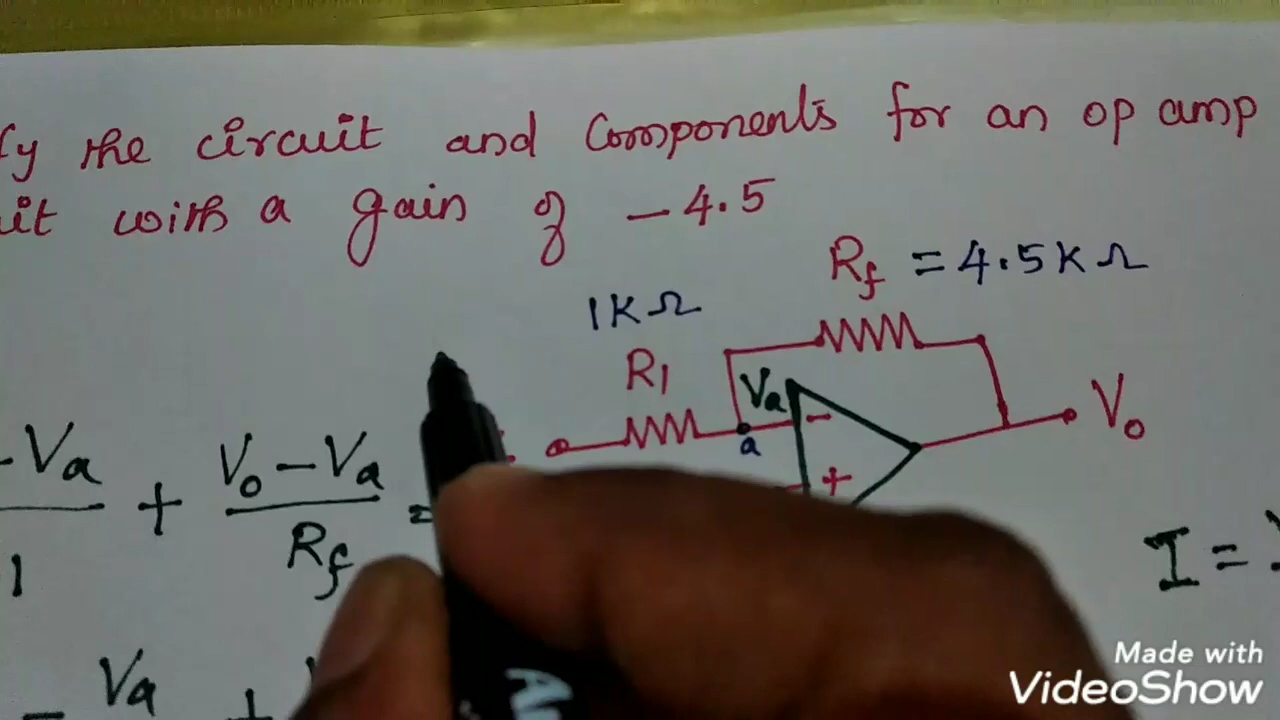 fy the circuit and Components for an op amp
uit with a gain of - 4.5
Rf = 4.5KΩ
1KΩ
R1
Va
-
a
+
Vo
- Va + Vo - Va =
1 Rf
I =
- Va +
Made with
VideoShow